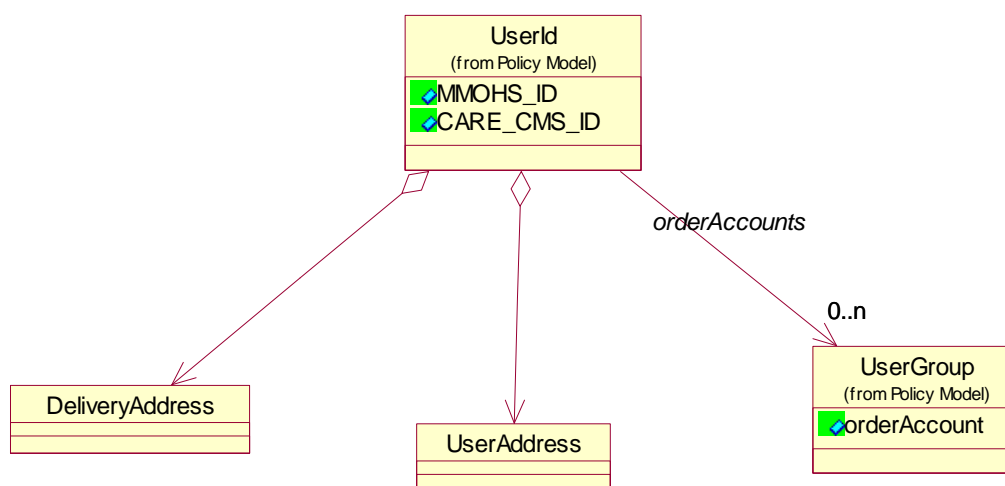 UserId
(from Policy Model)
MMOHS_ID
CARE_CMS_ID
orderAccounts
0..n
DeliveryAddress
UserAddress
UserGroup
(from Policy Model)
orderAccount